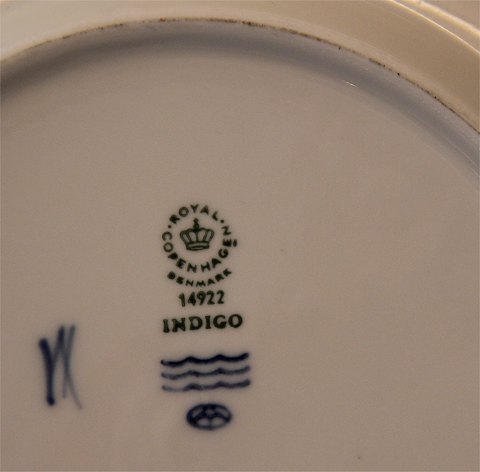 ROYAL
COPENHAGEN
DENMARK
14922
INDIGO